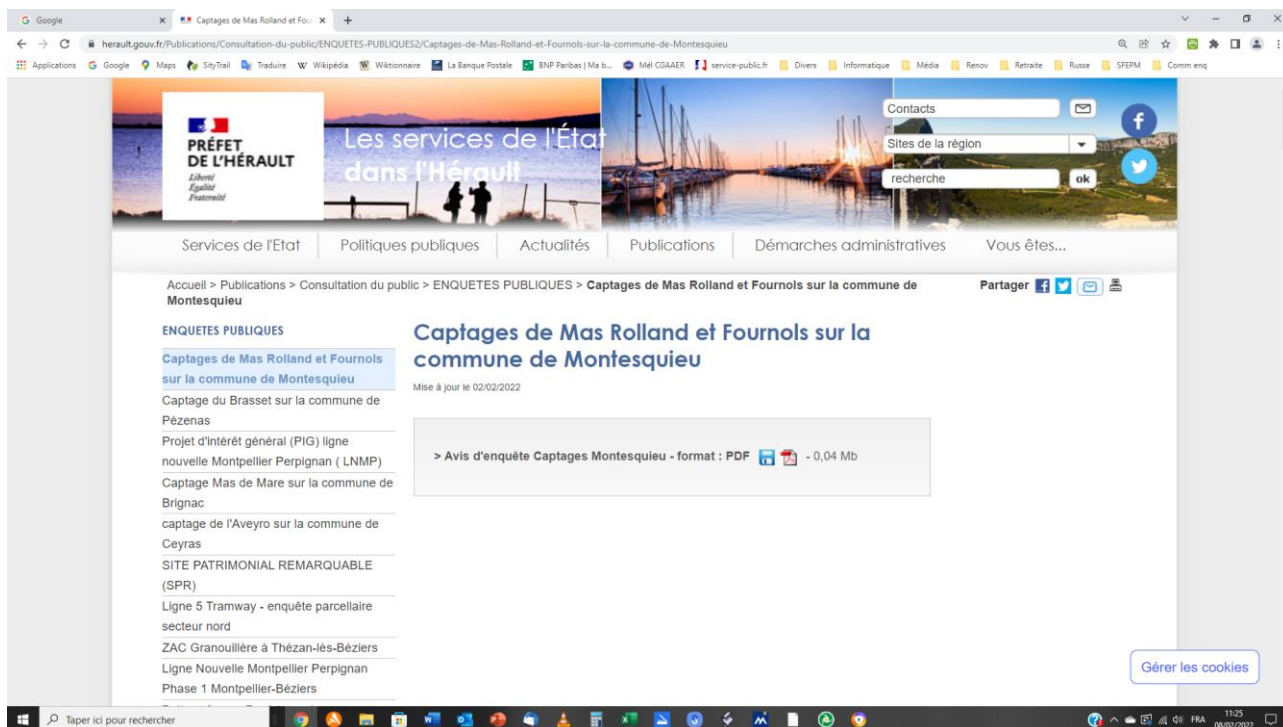 Google
Captages de Mas Rolland et Fou
herault.gouv.fr/Publications/Consultation-du-public/ENQUETES-PUBLIQUES2/Captages-de-Mas-Rolland-et-Fournols-sur-la-commune-de-Montesquieu
Applications Google Maps SityTrail Traduire Wikipédia Wiktionnaire La Banque Postale BNP Paribas | Ma b... Mél CGAAER service-public.fr Divers Informatique Média Renov Retraite Russe SFEPM Comm enq
PRÉFET
DE L'HÉRAULT
Liberté
Égalité
Fraternité
Les services de l'État
dans l'Hérault
Contacts
Sites de la région
recherche ok
Services de l'Etat Politiques publiques Actualités Publications Démarches administratives Vous êtes...
Accueil > Publications > Consultation du public > ENQUETES PUBLIQUES > Captages de Mas Rolland et Fournols sur la commune de
Montesquieu
Partager
ENQUETES PUBLIQUES
Captages de Mas Rolland et Fournols
sur la commune de Montesquieu
Captage du Brasset sur la commune de
Pézenas
Projet d'intérêt général (PIG) ligne
nouvelle Montpellier Perpignan ( LNMP)
Captage Mas de Mare sur la commune de
Brignac
captage de l'Aveyro sur la commune de
Ceyras
SITE PATRIMONIAL REMARQUABLE
(SPR)
Ligne 5 Tramway - enquête parcellaire
secteur nord
ZAC Granouillère à Thézan-lès-Béziers
Ligne Nouvelle Montpellier Perpignan
Phase 1 Montpellier-Béziers
Captages de Mas Rolland et Fournols sur la
commune de Montesquieu
Mise à jour le 02/02/2022
> Avis d'enquête Captages Montesquieu - format : PDF - 0,04 Mb
Gérer les cookies
Taper ici pour rechercher
FRA
11:25
08/02/2022